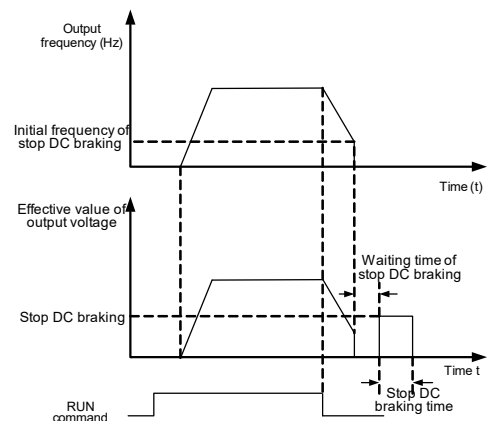 Output
frequency (Hz)
Initial frequency of
stop DC braking
Time (t)
Effective value of
output voltage
Waiting time of
stop DC braking
Stop DC braking
Time t
Stop DC
braking time
RUN
command